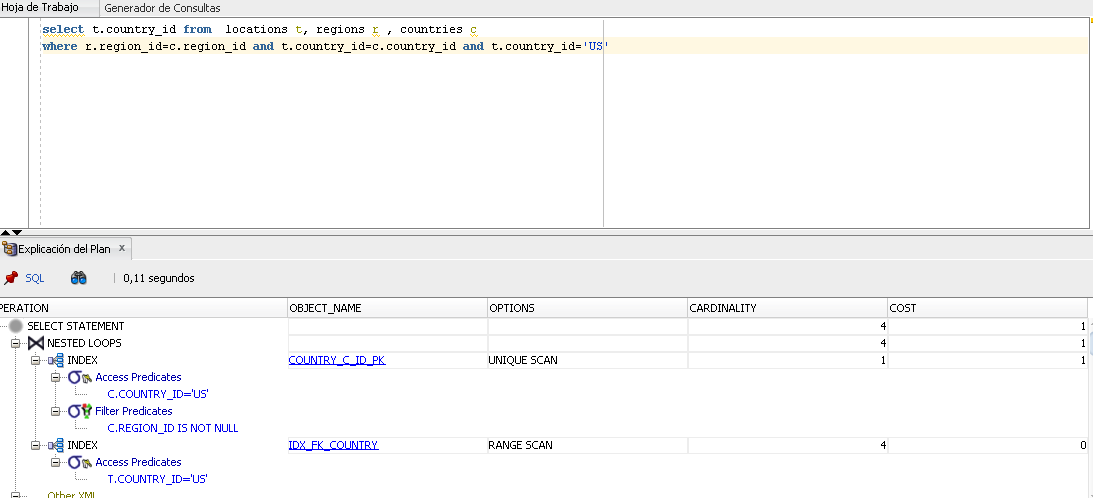 Hoja de Trabajo Generador de Consultas
select t.country_id from  locations t, regions r , countries c
where r.region_id=c.region_id and t.country_id=c.country_id and t.country_id='US'
Explicación del Plan x
SQL 0,11 segundos
PERATION OBJECT_NAME OPTIONS CARDINALITY COST
SELECT STATEMENT 4 1
NESTED LOOPS 4 1
INDEX COUNTRY_C_ID_PK UNIQUE SCAN 1 1
Access Predicates
C.COUNTRY_ID='US'
Filter Predicates
C.REGION_ID IS NOT NULL
INDEX IDX_FK_COUNTRY RANGE SCAN 4 0
Access Predicates
T.COUNTRY_ID='US'
Other XML